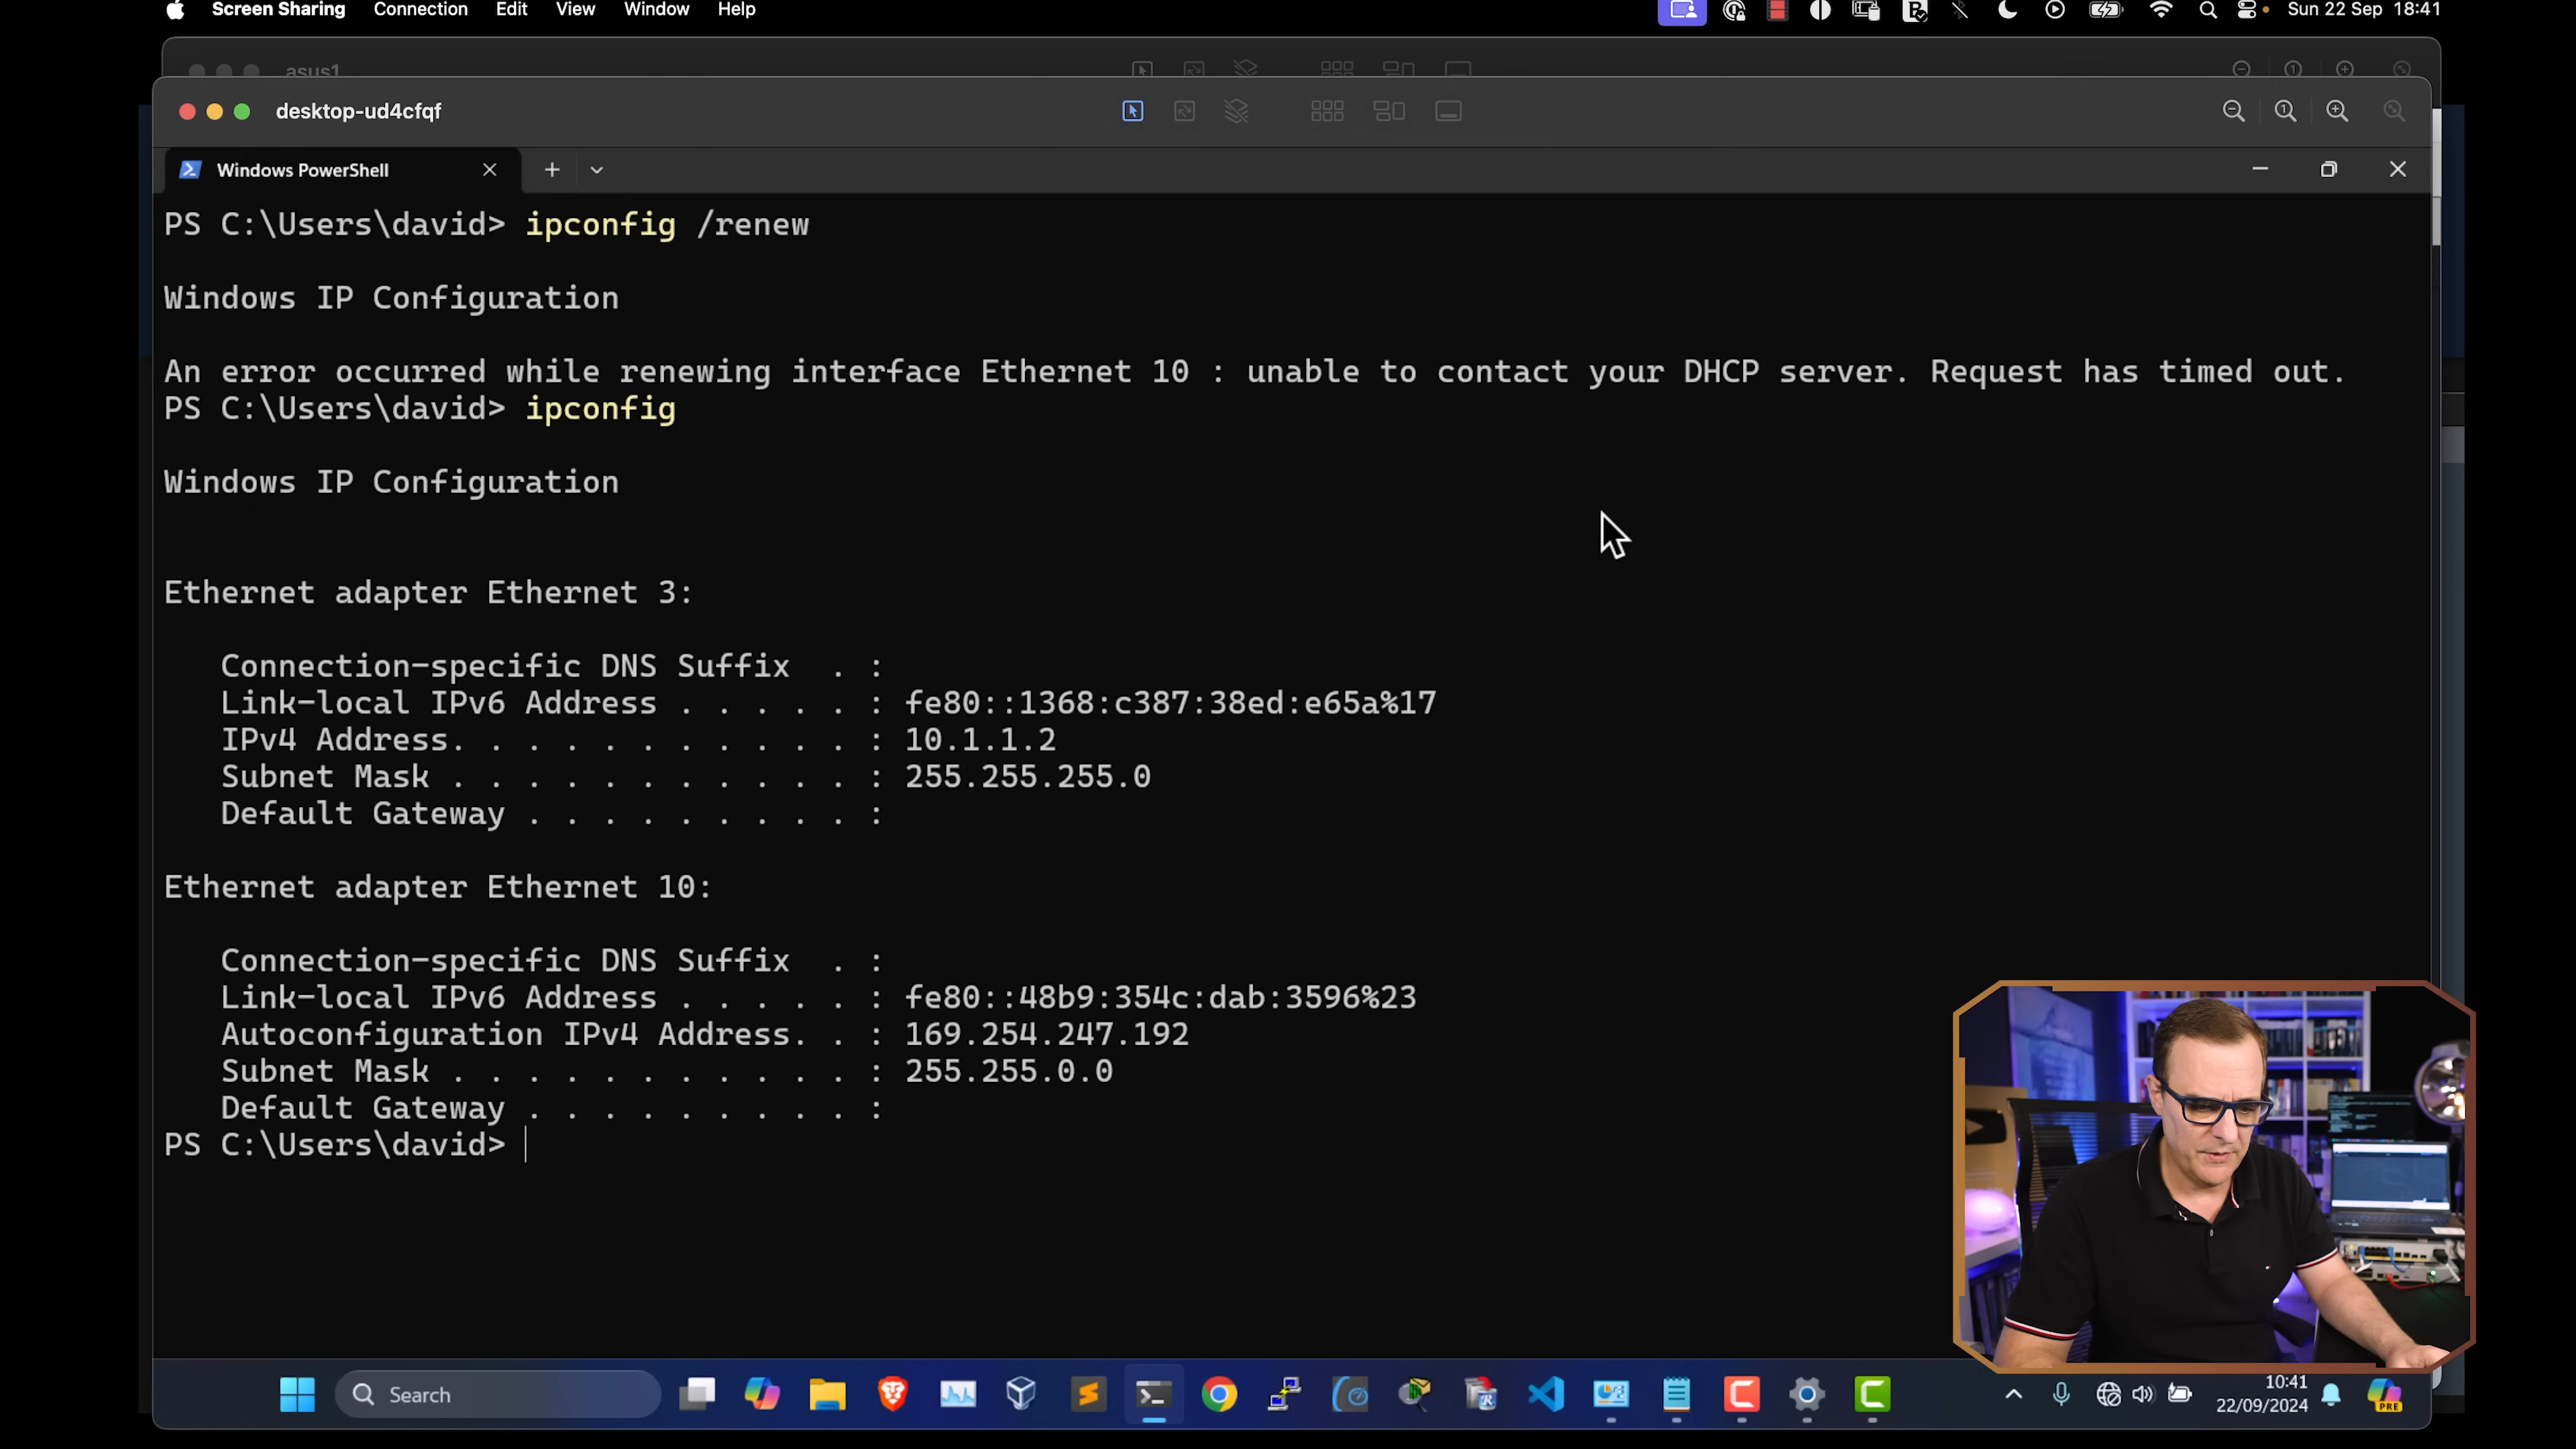 Screen Sharing Connection Edit View Window Help Sun 22 Sep 18:41
asus1
desktop-ud4cfqf
Windows PowerShell
PS C:\Users\david> ipconfig /renew
Windows IP Configuration
An error occurred while renewing interface Ethernet 10 : unable to contact your DHCP server. Request has timed out.
PS C:\Users\david> ipconfig
Windows IP Configuration
Ethernet adapter Ethernet 3:
Connection-specific DNS Suffix . :
Link-local IPv6 Address . . . . . : fe80::1368:c387:38ed:e65a%17
IPv4 Address. . . . . . . . . . . : 10.1.1.2
Subnet Mask . . . . . . . . . . . : 255.255.255.0
Default Gateway . . . . . . . . . :
Ethernet adapter Ethernet 10:
Connection-specific DNS Suffix . :
Link-local IPv6 Address . . . . . : fe80::48b9:354c:dab:3596%23
Autoconfiguration IPv4 Address. . : 169.254.247.192
Subnet Mask . . . . . . . . . . . : 255.255.0.0
Default Gateway . . . . . . . . . :
PS C:\Users\david>
Search
10:41
22/09/2024
PRE